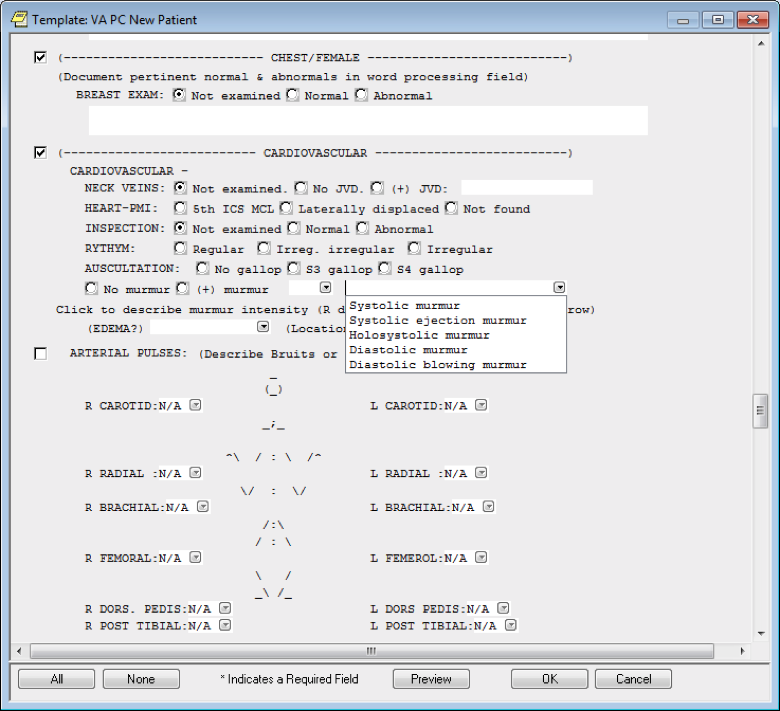 Template: VA PC New Patient
(--------------------------- CHEST/FEMALE ---------------------------)
(Document pertinent normal & abnormals in word processing field)
BREAST EXAM: Not examined Normal Abnormal
(-------------------------- CARDIOVASCULAR --------------------------)
CARDIOVASCULAR -
NECK VEINS: Not examined. No JVD. (+) JVD:
HEART-PMI: 5th ICS MCL Laterally displaced Not found
INSPECTION: Not examined Normal Abnormal
RYTHYM: Regular Irreg. irregular Irregular
AUSCULTATION: No gallop S3 gallop S4 gallop
No murmur (+) murmur
Systolic murmur
Systolic ejection murmur
Holosystolic murmur
Diastolic murmur
Diastolic blowing murmur
Click to describe murmur intensity (R d row)
(EDEMA?) (Location
ARTERIAL PULSES: (Describe Bruits or
_
(_)
R CAROTID:N/A L CAROTID:N/A
_;_
^\ / : \ /^
R RADIAL :N/A L RADIAL :N/A
\/ : \/
R BRACHIAL:N/A L BRACHIAL:N/A
/:\
/ : \
R FEMORAL:N/A L FEMEROL:N/A
\ /
_\ /_
R DORS. PEDIS:N/A L DORS PEDIS:N/A
R POST TIBIAL:N/A L POST TIBIAL:N/A
All None * Indicates a Required Field Preview OK Cancel